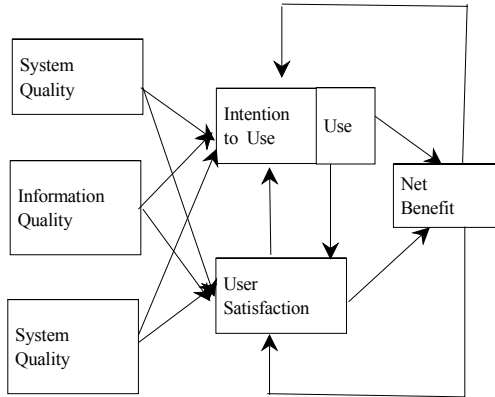 System
Quality
Intention
to Use
Use
Information
Quality
Net
Benefit
User
Satisfaction
System
Quality